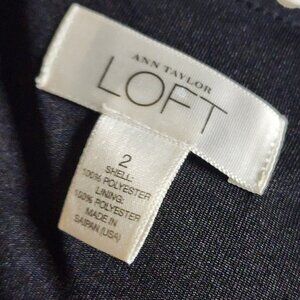 ANN TAYLOR
LOFT
2
SHELL:
100% POLYESTER
LINING:
100% POLYESTER
MADE IN
SAIPAN (USA)